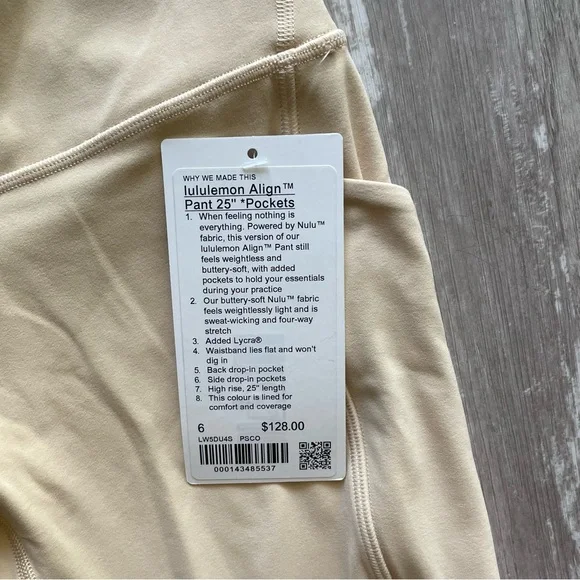 WHY WE MADE THIS
lululemon Align™
Pant 25" *Pockets
1. When feeling nothing is
everything. Powered by Nulu™
fabric, this version of our
lululemon Align™ Pant still
feels weightless and
buttery-soft, with added
pockets to hold your essentials
during your practice
2. Our buttery-soft Nulu™ fabric
feels weightlessly light and is
sweat-wicking and four-way
stretch
3. Added Lycra®
4. Waistband lies flat and won't
dig in
5. Back drop-in pocket
6. Side drop-in pockets
7. High rise, 25" length
8. This colour is lined for
comfort and coverage
6 $128.00
LW5DU4S PSCO
000143485537